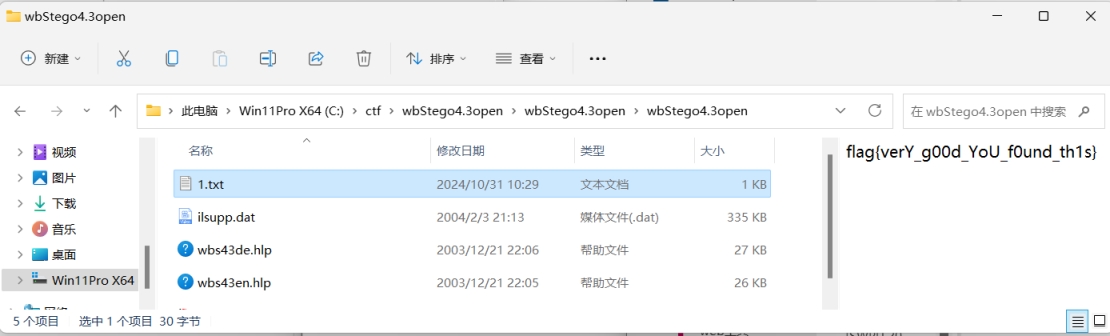 wbStego4.3open
新建
排序
查看
此电脑 Win11Pro X64 (C:) ctf wbStego4.3open wbStego4.3open wbStego4.3open
在 wbStego4.3open 中搜索
视频
图片
下载
音乐
桌面
Win11Pro X64
名称 修改日期 类型 大小
1.txt 2024/10/31 10:29 文本文档 1 KB
ilsupp.dat 2004/2/3 21:13 媒体文件(.dat) 335 KB
wbs43de.hlp 2003/12/21 22:06 帮助文件 27 KB
wbs43en.hlp 2003/12/21 22:05 帮助文件 26 KB
flag{verY_g00d_YoU_f0und_th1s}
5 个项目 选中 1 个项目 30 字节